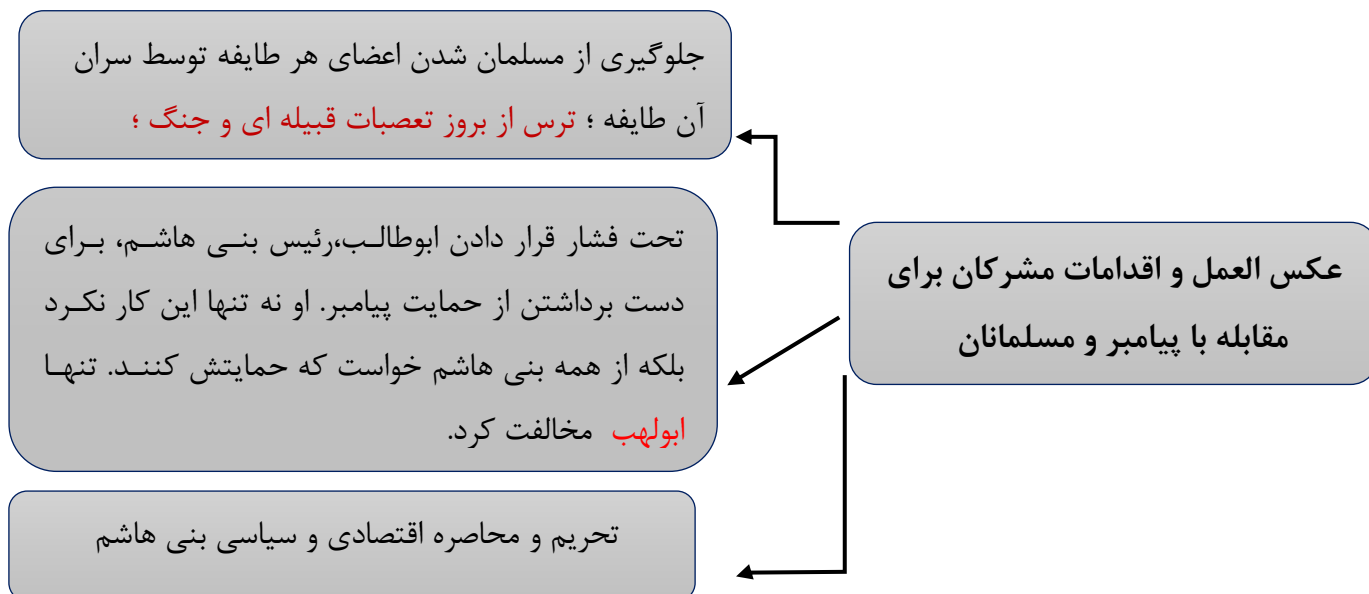 عکس العمل و اقدامات مشرکان برای
مقابله با پیامبر و مسلمانان
جلوگیری از مسلمان شدن اعضای هر طایفه توسط سران
آن طایفه ؛ ترس از بروز تعصبات قبیله ای و جنگ ؛
تحت فشار قرار دادن ابوطالب،رئیس بنی هاشم، برای
دست برداشتن از حمایت پیامبر. او نه تنها این کار نکرد
بلکه از همه بنی هاشم خواست که حمایتش کنند. تنها
ابولهب مخالفت کرد.
تحریم و محاصره اقتصادی و سیاسی بنی هاشم